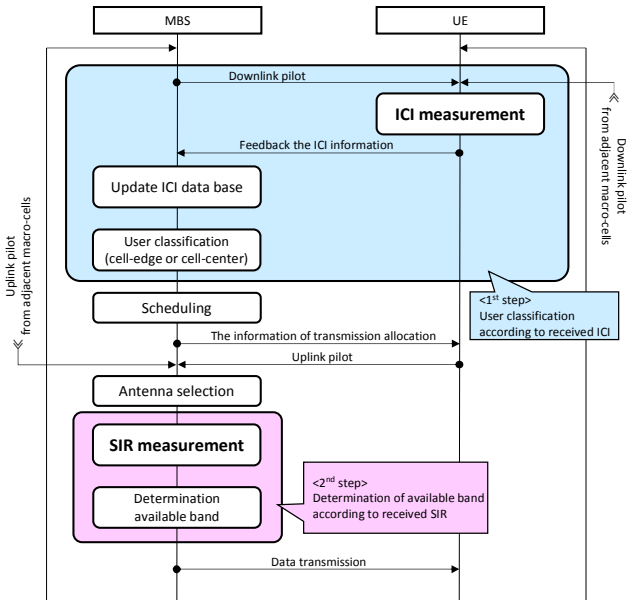 MBS
UE
Downlink pilot
ICI measurement
Feedback the ICI information
Update ICI data base
User classification
(cell-edge or cell-center)
Downlink pilot
from adjacent macro-cells
Uplink pilot
from adjacent macro-cells
<1st step>
User classification
according to received ICI
Scheduling
The information of transmission allocation
Uplink pilot
Antenna selection
SIR measurement
Determination
available band
<2nd step>
Determination of available band
according to received SIR
Data transmission